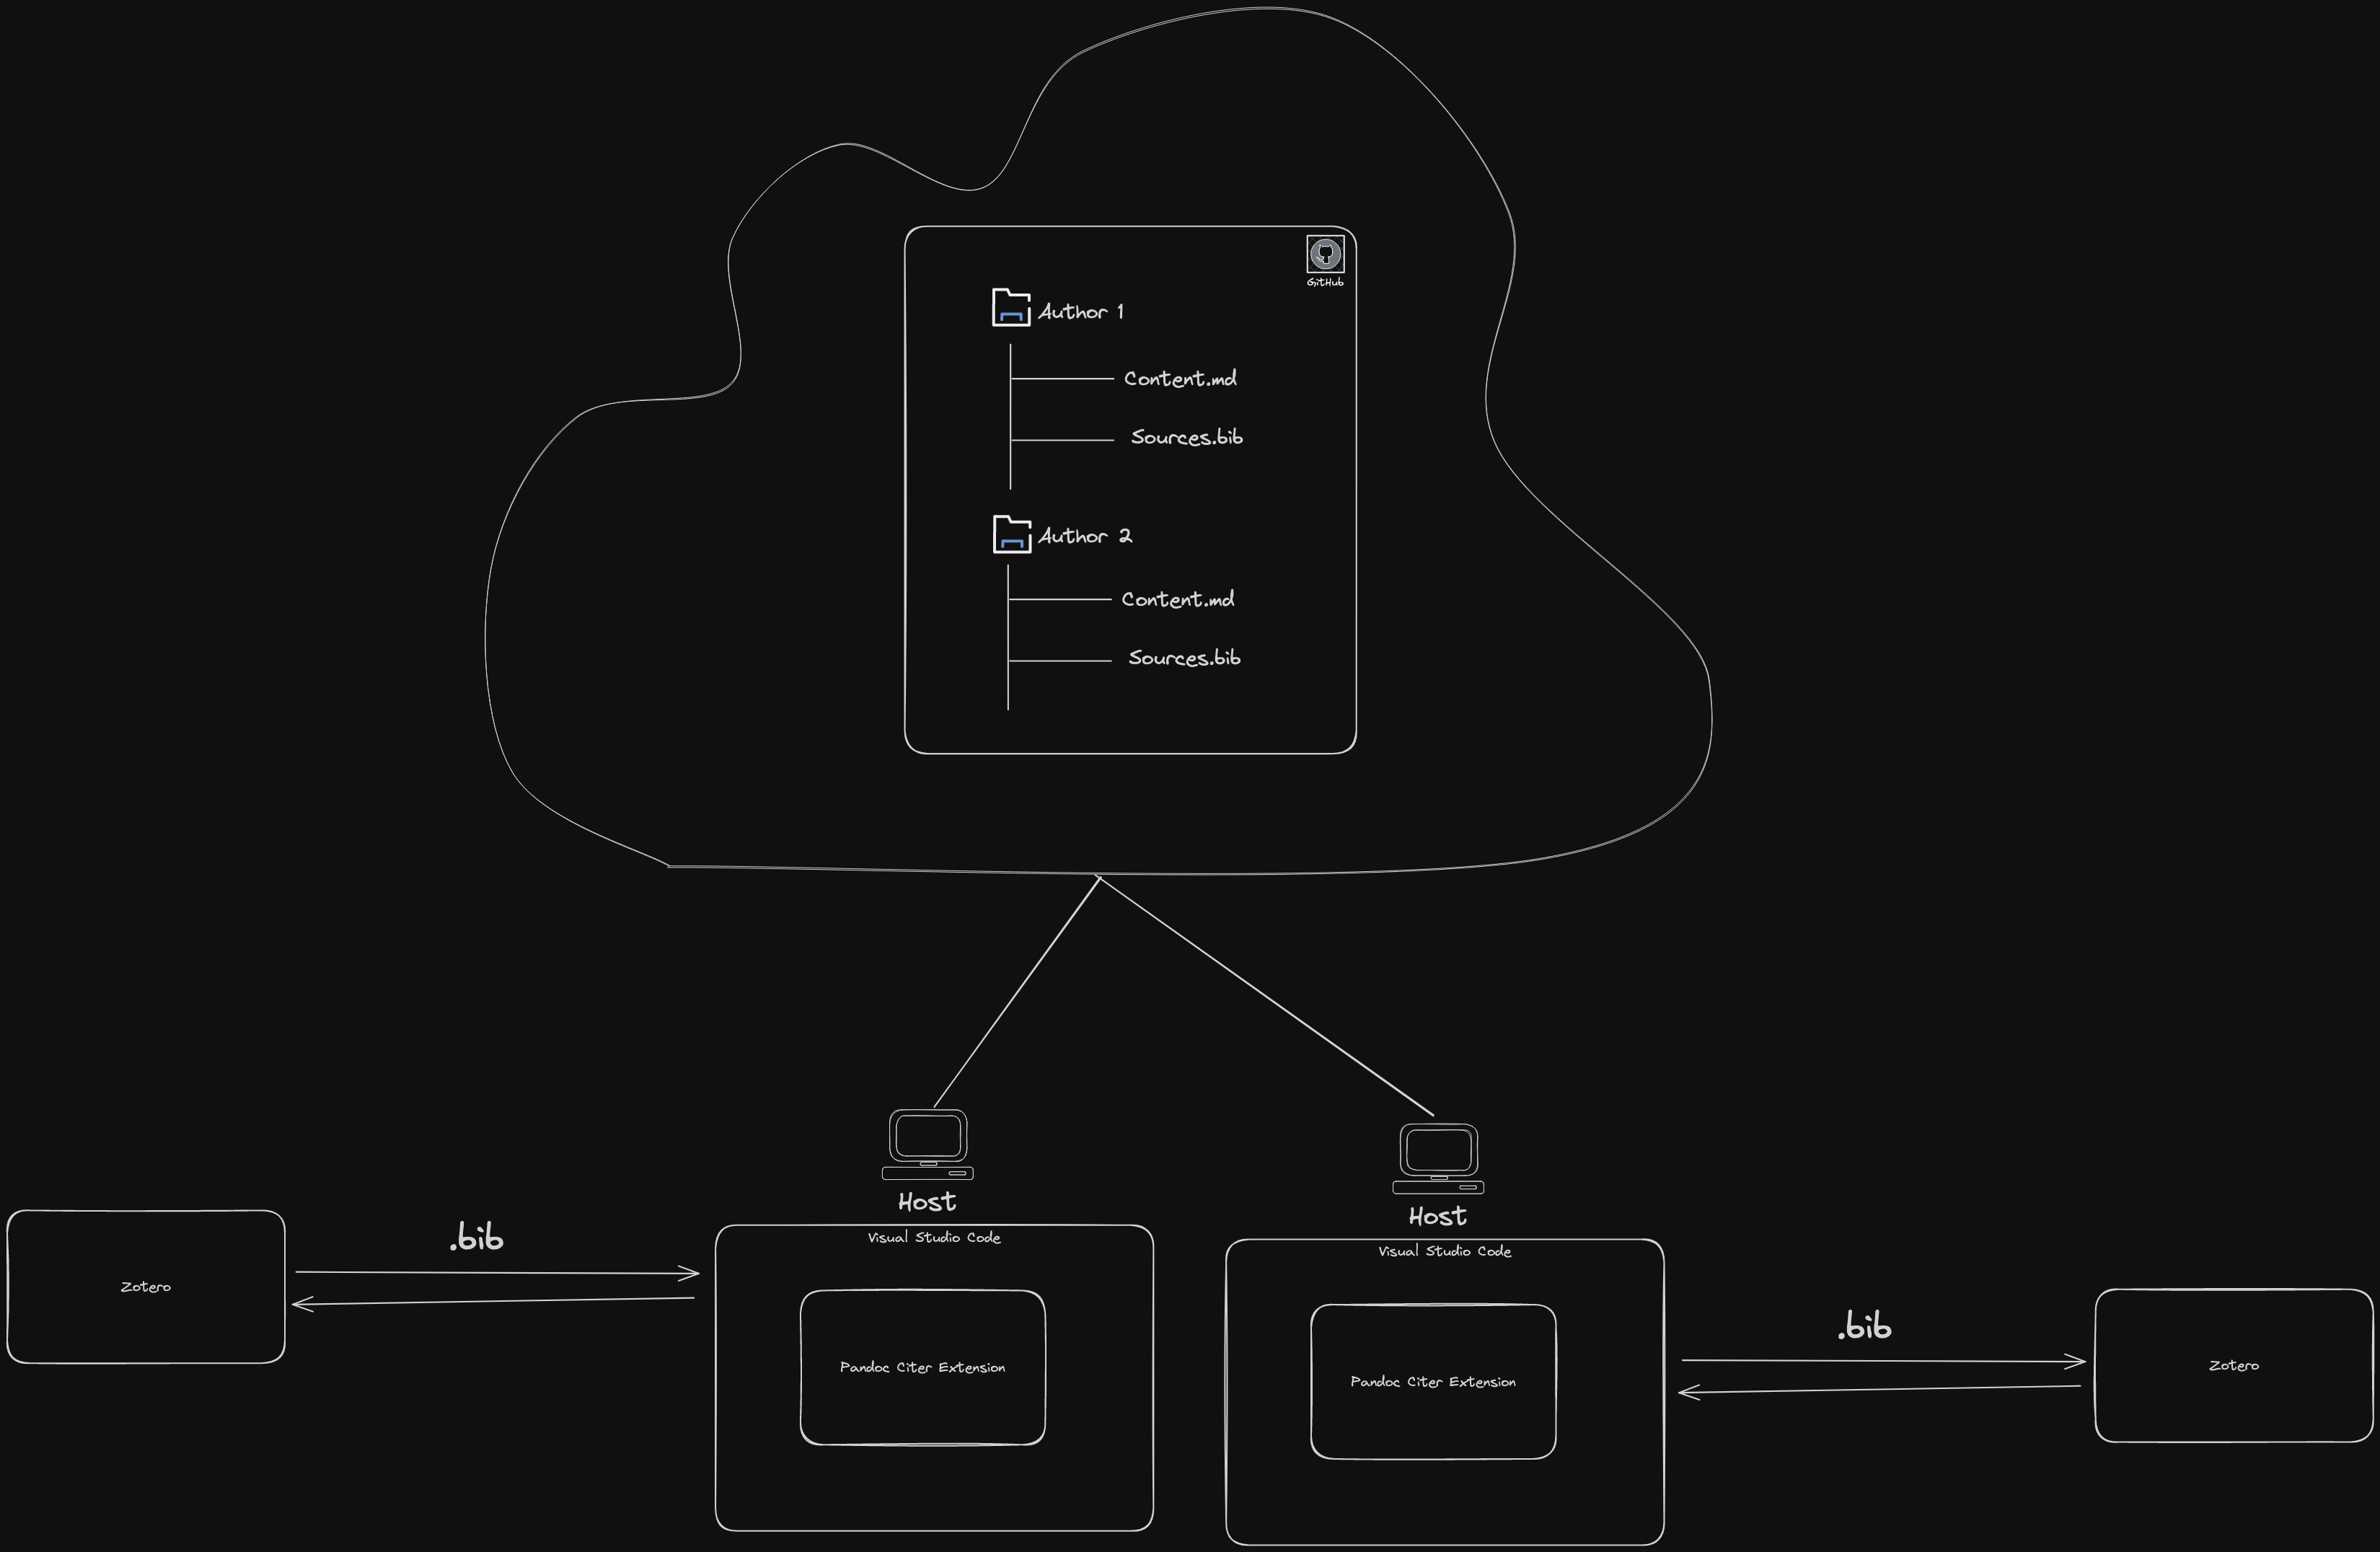 GitHub
Author 1
Content.md
Sources.bib
Author 2
Content.md
Sources.bib
Host
Host
.bib
Visual Studio Code
Visual Studio Code
Zotero
Pandoc Citer Extension
Pandoc Citer Extension
.bib
Zotero